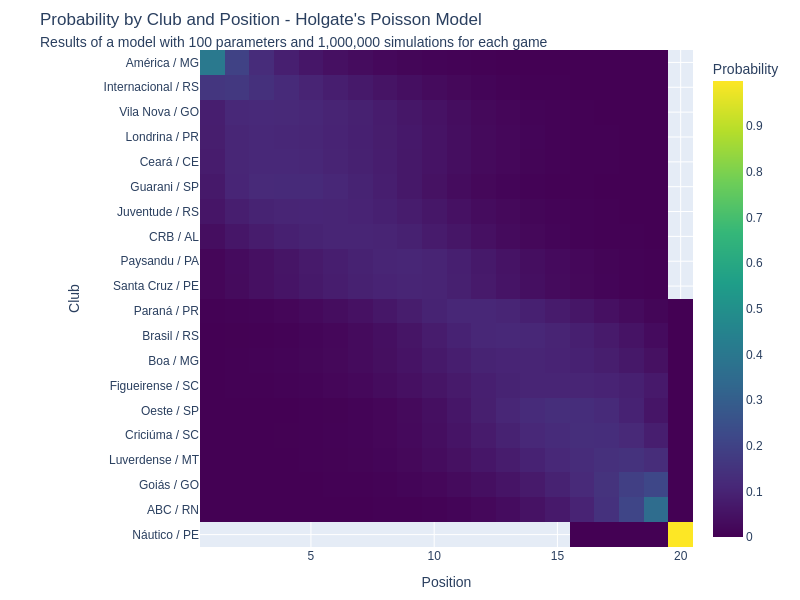 Probability by Club and Position - Holgate's Poisson Model
Results of a model with 100 parameters and 1,000,000 simulations for each game
América / MG
Internacional / RS
Vila Nova / GO
Londrina / PR
Ceará / CE
Guarani / SP
Juventude / RS
CRB / AL
Paysandu / PA
Santa Cruz / PE
Paraná / PR
Brasil / RS
Boa / MG
Figueirense / SC
Oeste / SP
Criciúma / SC
Luverdense / MT
Goiás / GO
ABC / RN
Náutico / PE
Club
5
10
15
20
Position
Probability
0.9
0.8
0.7
0.6
0.5
0.4
0.3
0.2
0.1
0